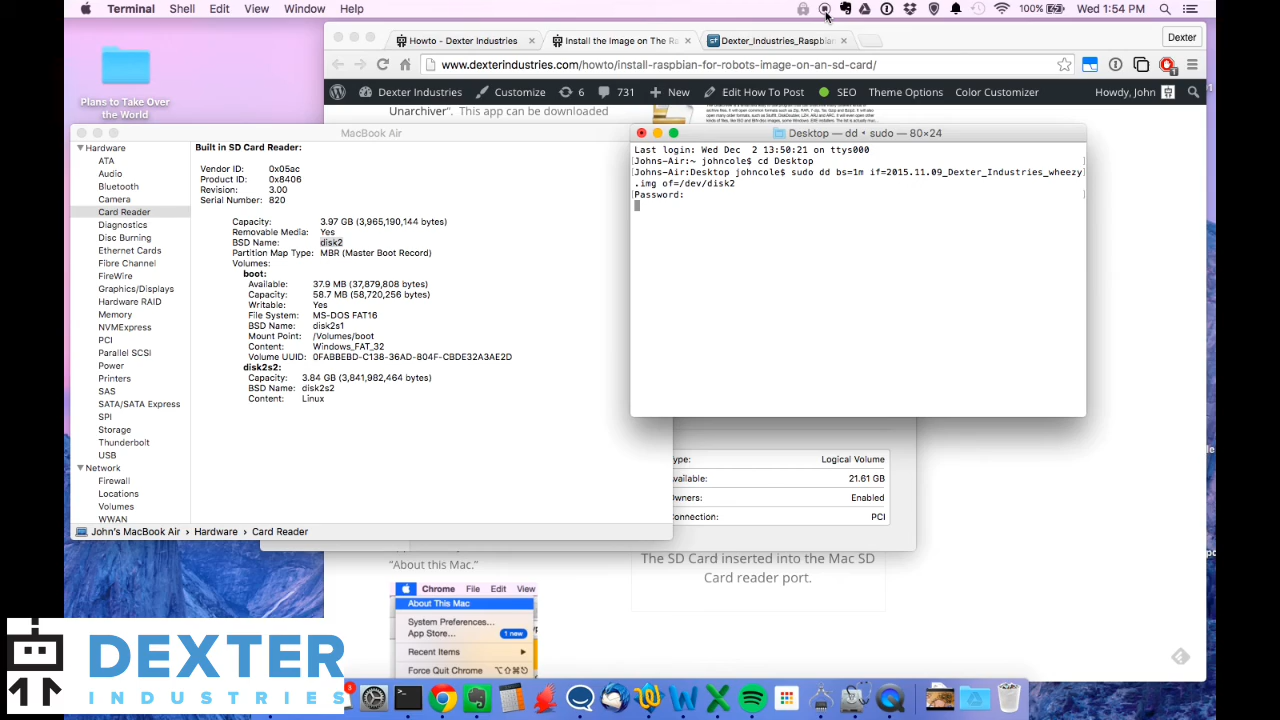 Terminal Shell Edit View Window Help
100% Wed 1:54 PM
Plans to Take Over
the World
Howto - Dexter Industries
Install the Image on The Ro
Dexter_Industries_Raspbian
Dexter
www.dexterindustries.com/howto/install-raspbian-for-robots-image-on-an-sd-card/
Dexter Industries Customize 6 731 New Edit How To Post SEO Theme Options Color Customizer Howdy, John
Unarchiver". This app can be downloaded
MacBook Air
Hardware
ATA
Audio
Bluetooth
Camera
Card Reader
Diagnostics
Disc Burning
Ethernet Cards
Fibre Channel
FireWire
Graphics/Displays
Hardware RAID
Memory
NVMExpress
PCI
Parallel SCSI
Power
Printers
SAS
SATA/SATA Express
SPI
Storage
Thunderbolt
USB
Network
Firewall
Locations
Volumes
WWAN
Built in SD Card Reader:
Vendor ID: 0x05ac
Product ID: 0x8406
Revision: 3.00
Serial Number: 820
Capacity: 3.97 GB (3,965,190,144 bytes)
Removable Media: Yes
BSD Name: disk2
Partition Map Type: MBR (Master Boot Record)
Volumes:
boot:
Available: 37.9 MB (37,879,808 bytes)
Capacity: 58.7 MB (58,720,256 bytes)
Writable: Yes
File System: MS-DOS FAT16
BSD Name: disk2s1
Mount Point: /Volumes/boot
Content: Windows_FAT_32
Volume UUID: 0FABBEBD-C138-36AD-804F-CBDE32A3AE2D
disk2s2:
Capacity: 3.84 GB (3,841,982,464 bytes)
BSD Name: disk2s2
Content: Linux
John's MacBook Air › Hardware › Card Reader
Desktop — dd ◂ sudo — 80×24
Last login: Wed Dec 2 13:50:21 on ttys000
Johns-Air:~ johncole$ cd Desktop
Johns-Air:Desktop johncole$ sudo dd bs=1m if=2015.11.09_Dexter_Industries_wheezy
.img of=/dev/disk2
Password:
ype: Logical Volume
vailable: 21.61 GB
wners: Enabled
onnection: PCI
"About this Mac."
The SD Card inserted into the Mac SD
Card reader port.
Chrome File Edit View
About This Mac
System Preferences...
App Store... 1 new
Recent Items
Force Quit Chrome ⌥⇧⌘⎋
DEXTER
INDUSTRIES